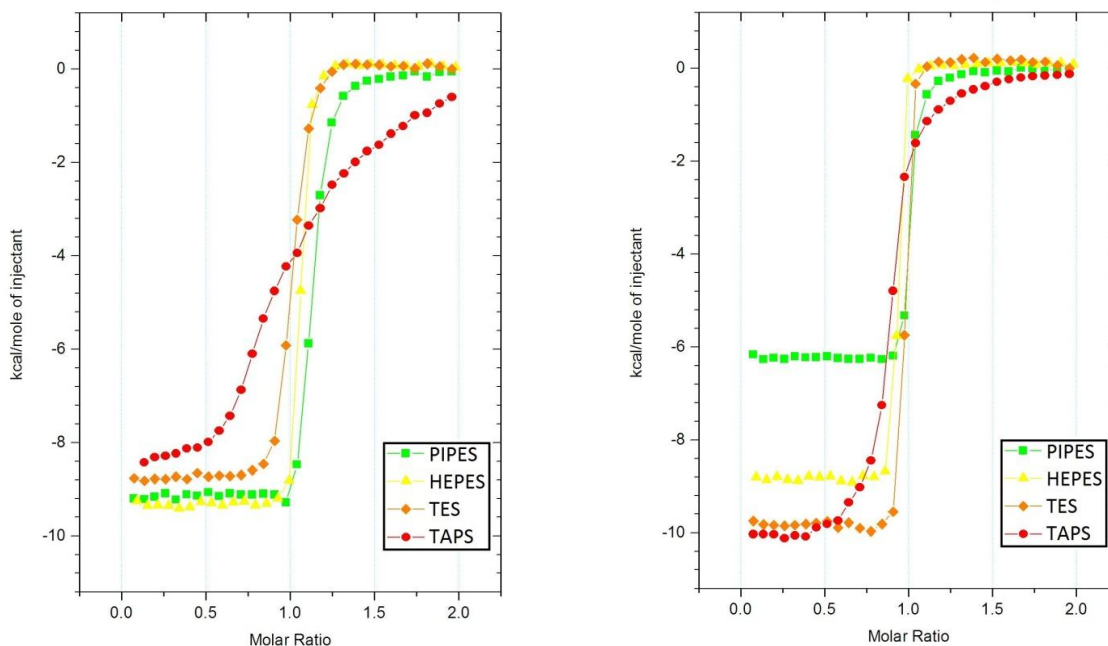 0
-2
-4
-6
-8
-10
kcal/mole of injectant
0.0 0.5 1.0 1.5 2.0
Molar Ratio
PIPES
HEPES
TES
TAPS
0
-2
-4
-6
-8
-10
kcal/mole of injectant
0.0 0.5 1.0 1.5 2.0
Molar Ratio
PIPES
HEPES
TES
TAPS